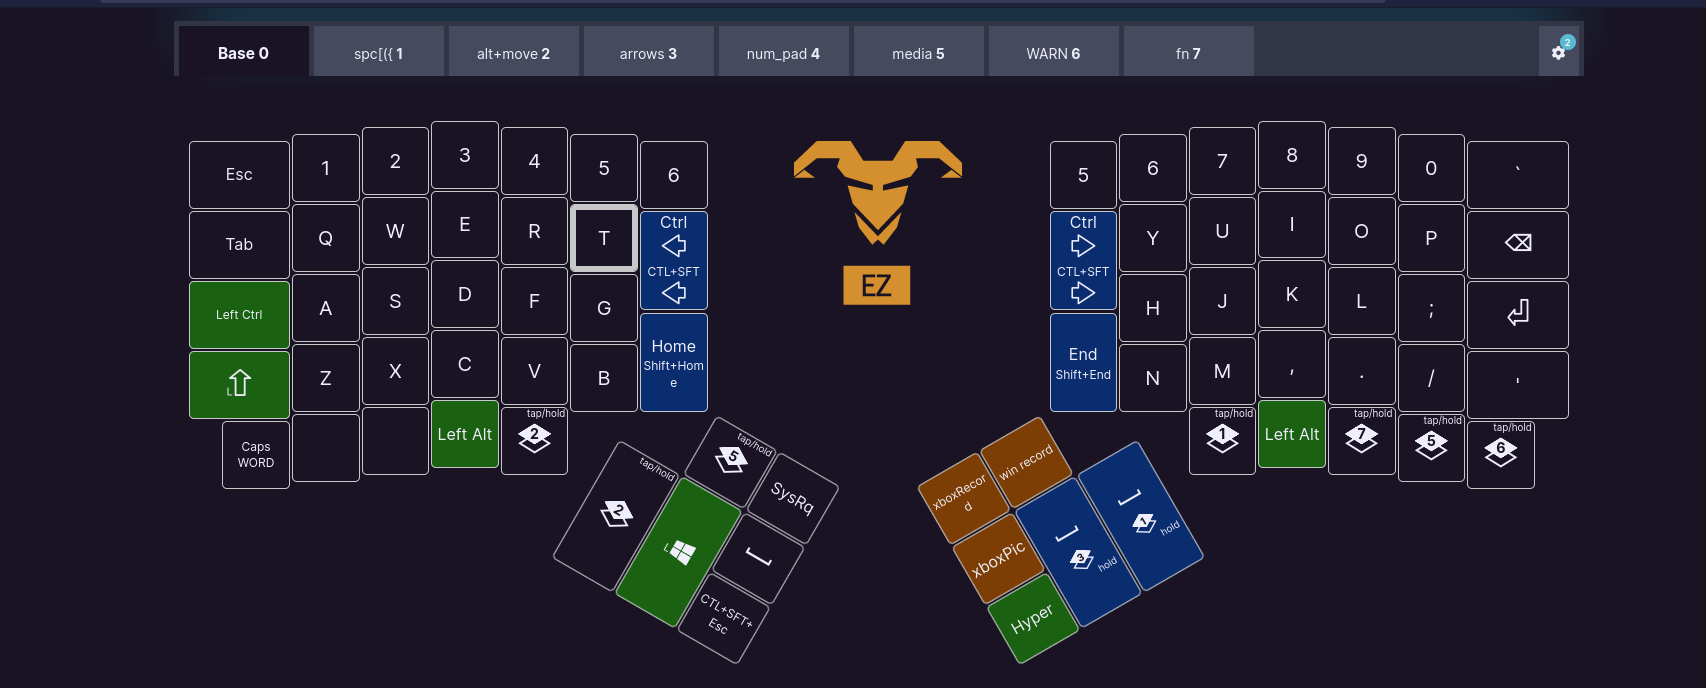 Base 0
spc[({ 1
alt+move 2
arrows 3
num_pad 4
media 5
WARN 6
fn 7
2
Esc
1
2
3
4
5
6
5
6
7
8
9
0
`
Tab
Q
W
E
R
T
Ctrl
CTL+SFT
Ctrl
CTL+SFT
Y
U
I
O
P
EZ
Left Ctrl
A
S
D
F
G
H
J
K
L
;
L
Z
X
C
V
B
Home
Shift+Hom
e
End
Shift+End
N
M
,
.
/
'
Caps
WORD
Left Alt
tap/hold
2
tap/hold
1
Left Alt
tap/hold
7
tap/hold
5
tap/hold
6
tap/hold
2
tap/hold
5
SysRq
L
CTL+SFT+
Esc
xboxRecor
d
win record
xboxPic
Hyper
3
hold
1
hold